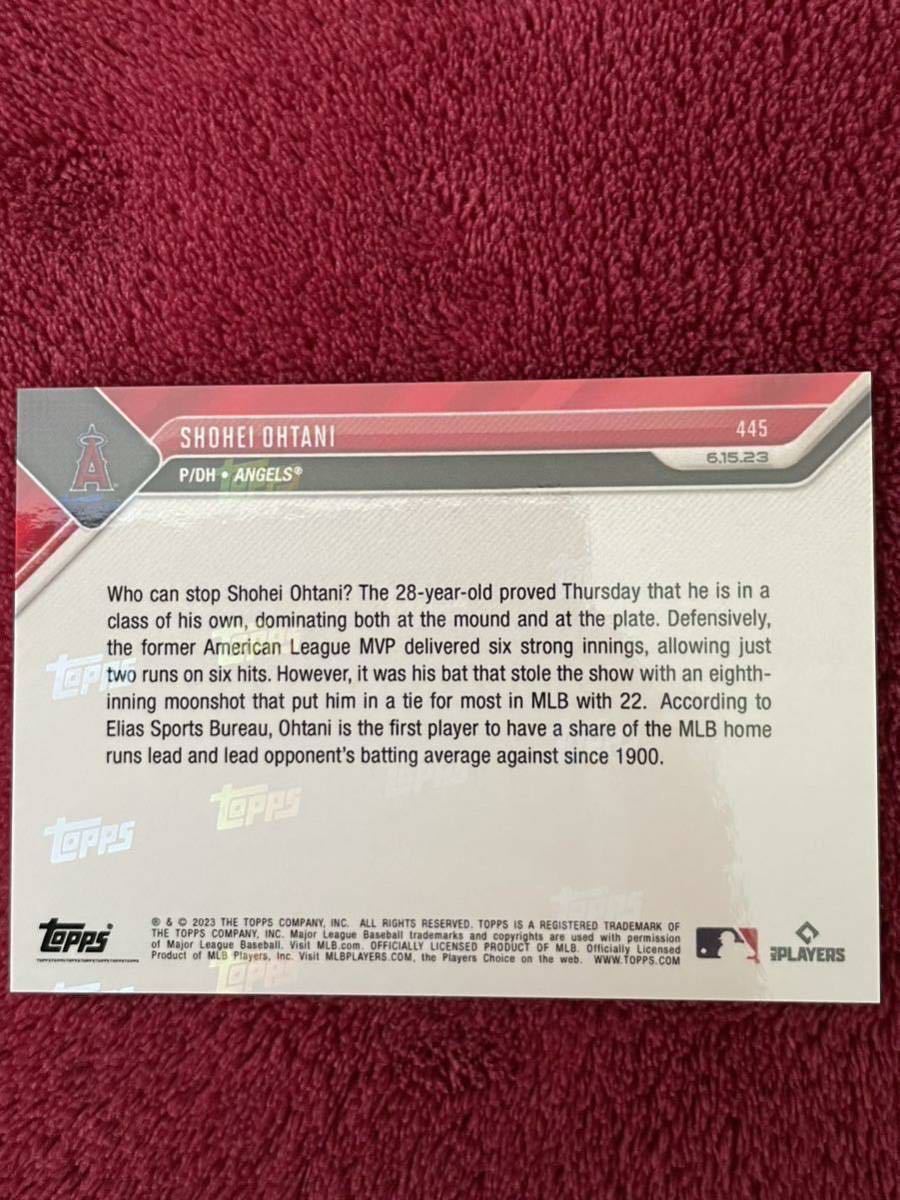 SHOHEI OHTANI
445
P/DH • ANGELS®
6.15.23
A
Who can stop Shohei Ohtani? The 28-year-old proved Thursday that he is in a
class of his own, dominating both at the mound and at the plate. Defensively,
the former American League MVP delivered six strong innings, allowing just
two runs on six hits. However, it was his bat that stole the show with an eighth-
inning moonshot that put him in a tie for most in MLB with 22. According to
Elias Sports Bureau, Ohtani is the first player to have a share of the MLB home
runs lead and lead opponent's batting average against since 1900.
Topps
Topps
Topps
Topps
Topps
Topps
® & © 2023 THE TOPPS COMPANY, INC. ALL RIGHTS RESERVED. TOPPS IS A REGISTERED TRADEMARK OF
THE TOPPS COMPANY, INC. Major League Baseball trademarks and copyrights are used with permission
of Major League Baseball. Visit MLB.com. OFFICIALLY LICENSED PRODUCT OF MLB. Officially Licensed
Product of MLB Players, Inc. Visit MLBPLAYERS.COM, the Players Choice on the web. WWW.TOPPS.COM
MLB PLAYERS